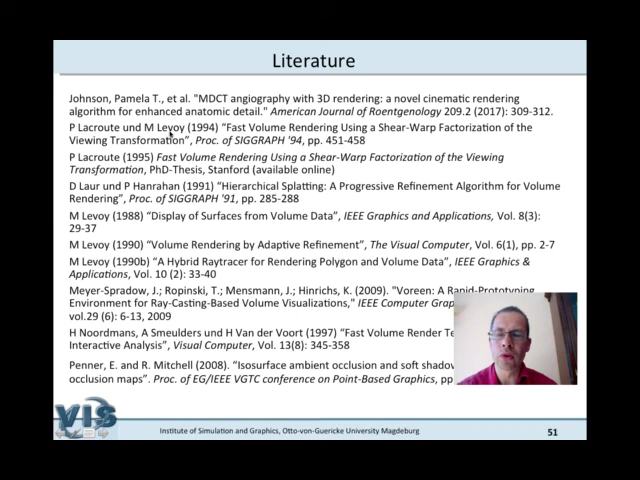 Literature
Johnson, Pamela T., et al. "MDCT angiography with 3D rendering: a novel cinematic rendering
algorithm for enhanced anatomic detail." American Journal of Roentgenology 209.2 (2017): 309-312.
P Lacroute und M Levoy (1994) “Fast Volume Rendering Using a Shear-Warp Factorization of the
Viewing Transformation”, Proc. of SIGGRAPH '94, pp. 451-458
P Lacroute (1995) Fast Volume Rendering Using a Shear-Warp Factorization of the Viewing
Transformation, PhD-Thesis, Stanford (available online)
D Laur und P Hanrahan (1991) “Hierarchical Splatting: A Progressive Refinement Algorithm for Volume
Rendering”, Proc. of SIGGRAPH '91, pp. 285-288
M Levoy (1988) “Display of Surfaces from Volume Data”, IEEE Graphics and Applications, Vol. 8(3):
29-37
M Levoy (1990) “Volume Rendering by Adaptive Refinement”, The Visual Computer, Vol. 6(1), pp. 2-7
M Levoy (1990b) “A Hybrid Raytracer for Rendering Polygon and Volume Data”, IEEE Graphics &
Applications, Vol. 10 (2): 33-40
Meyer-Spradow, J.; Ropinski, T.; Mensmann, J.; Hinrichs, K. (2009). "Voreen: A Rapid-Prototyping
Environment for Ray-Casting-Based Volume Visualizations," IEEE Computer
vol.29 (6): 6-13, 2009
H Noordmans, A Smeulders und H Van der Voort (1997) “Fast Volume Render
Interactive Analysis”, Visual Computer, Vol. 13(8): 345-358
Penner, E. and R. Mitchell (2008). “Isosurface ambient occlusion and soft
occlusion maps”. Proc. of EG/IEEE VGTC conference on Point-Based Graphics,
VIS
Institute of Simulation and Graphics, Otto-von-Guericke University Magdeburg
51